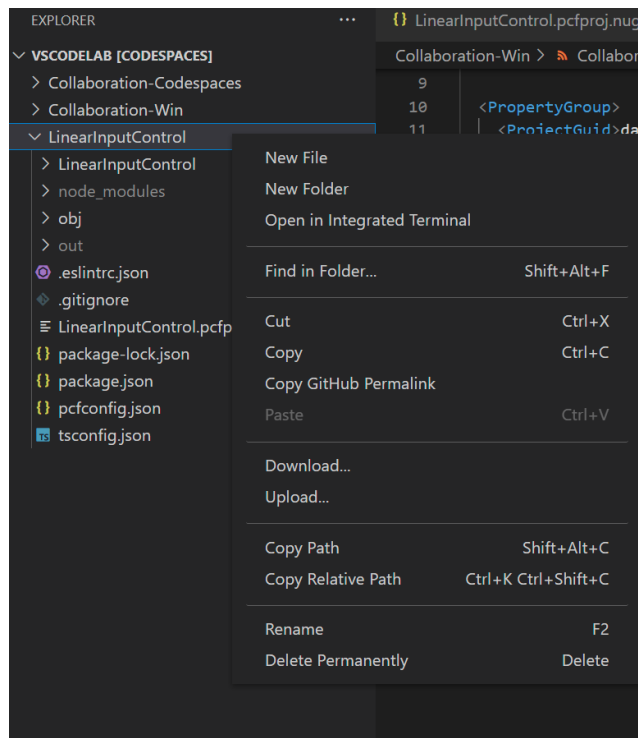 EXPLORER ...
{} LinearInputControl.pcfproj.nug
VSCODELAB [CODESPACES]
Collaboration-Win > Collabor
Collaboration-Codespaces
Collaboration-Win
LinearInputControl
LinearInputControl
node_modules
obj
out
.eslintrc.json
.gitignore
LinearInputControl.pcfp
{} package-lock.json
{} package.json
{} pcfconfig.json
TS tsconfig.json
9
10 <PropertyGroup>
11 <ProjectGuid>da
New File
New Folder
Open in Integrated Terminal
Find in Folder... Shift+Alt+F
Cut Ctrl+X
Copy Ctrl+C
Copy GitHub Permalink
Paste Ctrl+V
Download...
Upload...
Copy Path Shift+Alt+C
Copy Relative Path Ctrl+K Ctrl+Shift+C
Rename F2
Delete Permanently Delete